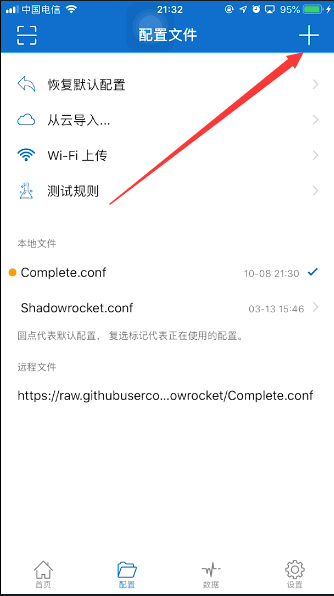 中国电信 21:32 95%
配置文件
恢复默认配置
从云导入...
Wi-Fi 上传
测试规则
本地文件
Complete.conf 10-08 21:30
Shadowrocket.conf 03-13 15:46
圆点代表默认配置，复选标记代表正在使用的配置。
远程文件
https://raw.githubuserco...owrocket/Complete.conf
首页 配置 数据 设置